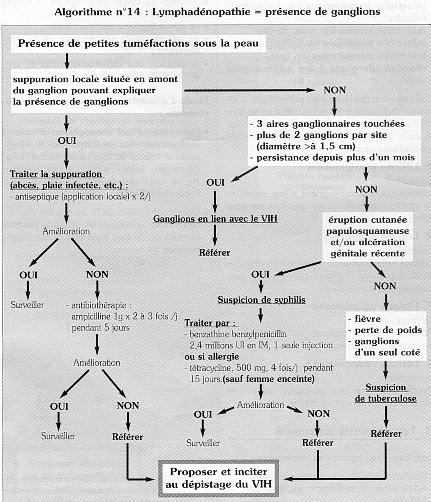 Algorithme n°14 : Lymphadénopathie = présence de ganglions
Présence de petites tuméfactions sous la peau
suppuration locale située en amont
du ganglion pouvant expliquer
la présence de ganglions
NON
- 3 aires ganglionnaires touchées
- plus de 2 ganglions par site
(diamètre >à 1,5 cm)
- persistance depuis plus d'un mois
OUI
Traiter la suppuration
(abcès, plaie infectée, etc.) :
- antiseptique (application locale) x 2/j
OUI
NON
Ganglions en lien avec le VIH
Référer
éruption cutanée
papulosquameuse
et/ou ulcération
génitale récente
Amélioration
OUI
NON
Surveiller
- antibiothérapie :
ampicilline 1g x 2 à 3 fois /j
pendant 5 jours
OUI
NON
Suspicion de syphilis
Traiter par :
- benzathine benzylpenicillin
2,4 millions UI en IM, 1 seule injection
ou si allergie
- tétracycline, 500 mg, 4 fois/j pendant
15 jours.(sauf femme enceinte)
- fièvre
- perte de poids
- ganglions
d'un seul coté
Suspicion
de tuberculose
Amélioration
Amélioration
OUI
NON
OUI
NON
Surveiller
Référer
Surveiller
Référer
Référer
Proposer et inciter
au dépistage du VIH